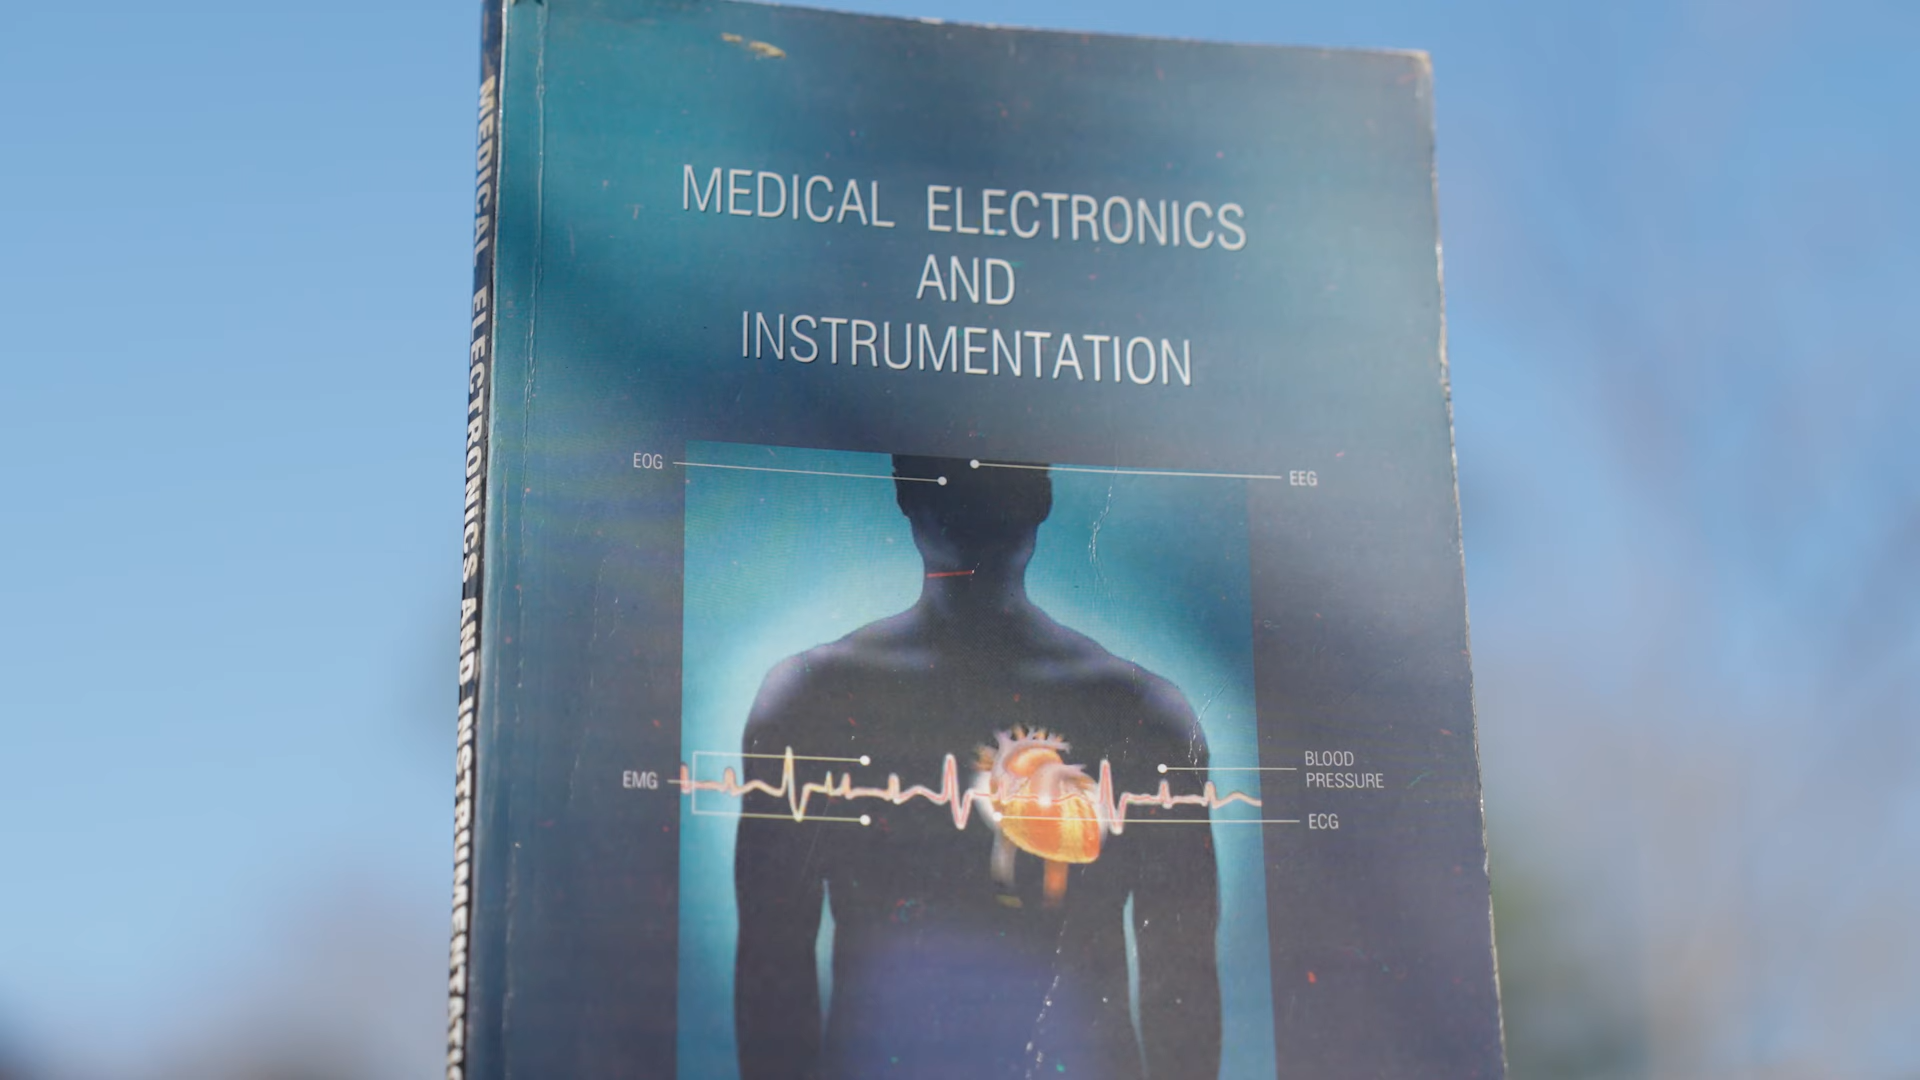 MEDICAL ELECTRONICS AND INSTRUMENTATION
MEDICAL ELECTRONICS
AND
INSTRUMENTATION
EOG
EEG
EMG
BLOOD
PRESSURE
ECG